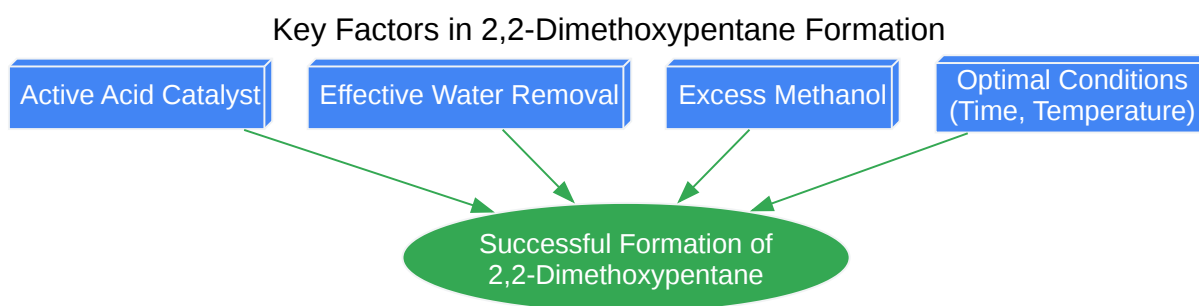 Key Factors in 2,2-Dimethoxypentane Formation
Active Acid Catalyst
Effective Water Removal
Excess Methanol
Optimal Conditions
(Time, Temperature)
Successful Formation of
2,2-Dimethoxypentane